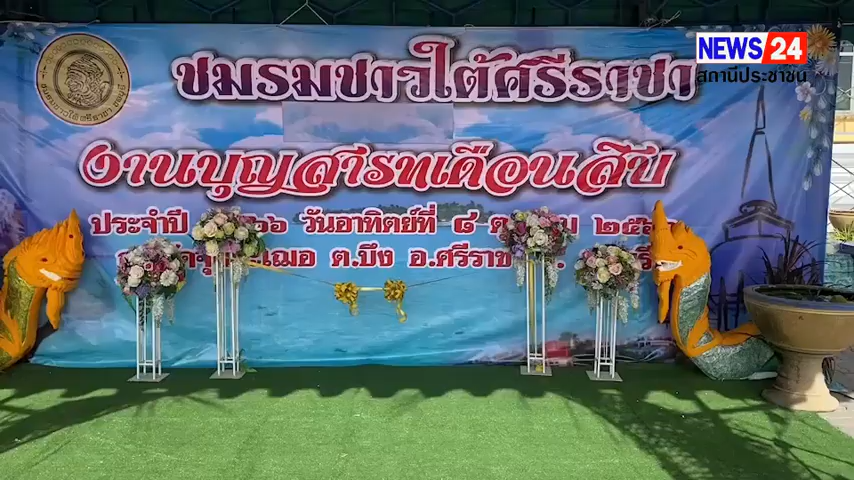 NEWS 24
สถานีประชาชน
ชมรมชาวใต้ศรีราชา
งานบุญสารทเดือนสิบ
ประจำปี วันอาทิตย์ที่ ๘
ต.บึง อ.ศรีราชา